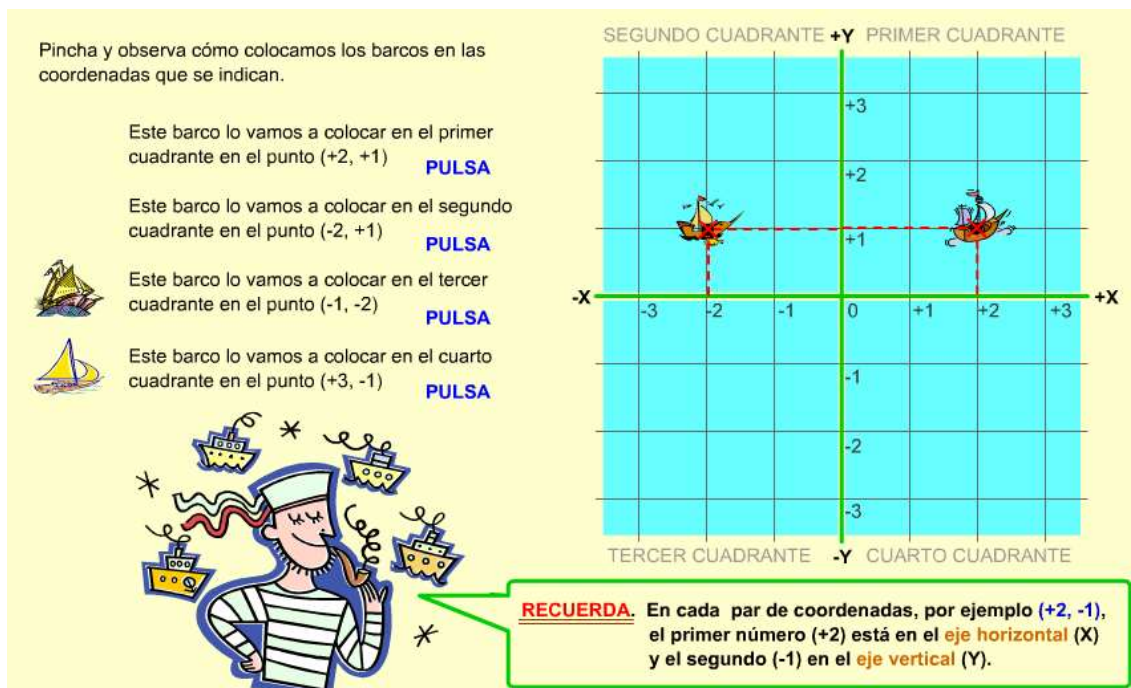 Pincha y observa cómo colocamos los barcos en las
coordenadas que se indican.
Este barco lo vamos a colocar en el primer
cuadrante en el punto (+2, +1)
PULSA
Este barco lo vamos a colocar en el segundo
cuadrante en el punto (-2, +1)
PULSA
Este barco lo vamos a colocar en el tercer
cuadrante en el punto (-1, -2)
PULSA
Este barco lo vamos a colocar en el cuarto
cuadrante en el punto (+3, -1)
PULSA
SEGUNDO CUADRANTE +Y PRIMER CUADRANTE
+3
+2
+1
-X +X
-3 -2 -1 0 +1 +2 +3
-1
-2
-3
TERCER CUADRANTE -Y CUARTO CUADRANTE
RECUERDA. En cada par de coordenadas, por ejemplo (+2, -1),
el primer número (+2) está en el eje horizontal (X)
y el segundo (-1) en el eje vertical (Y).